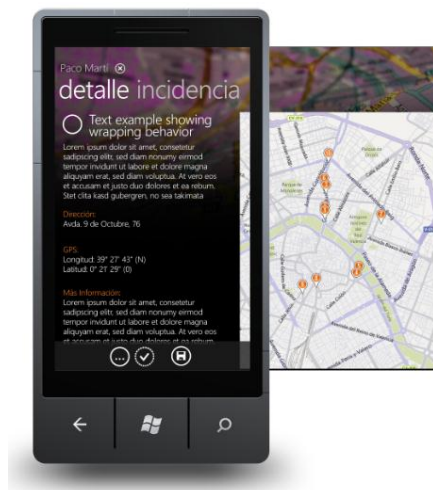 Paco Martí
detalle incidencia
Text example showing
wrapping behavior
Lorem ipsum dolor sit amet, consetetur
sadipscing elitr, sed diam nonumy eirmod
tempor invidunt ut labore et dolore magna
aliquyam erat, sed diam voluptua. At vero eos
et accusam et justo duo dolores et ea rebum.
Stet clita kasd gubergren, no sea takimata
Dirección:
Avda. 9 de Octubre, 76
GPS:
Longitud: 39° 27' 43" (N)
Latitud: 0° 21' 29" (0)
Más Información:
Lorem ipsum dolor sit amet, consetetur
sadipscing elitr, sed diam nonumy eirmod
tempor invidunt ut labore et dolore magna
aliquyam erat, sed diam voluptua. At vero eos
et accusam et justo duo dolores et ea rebum.